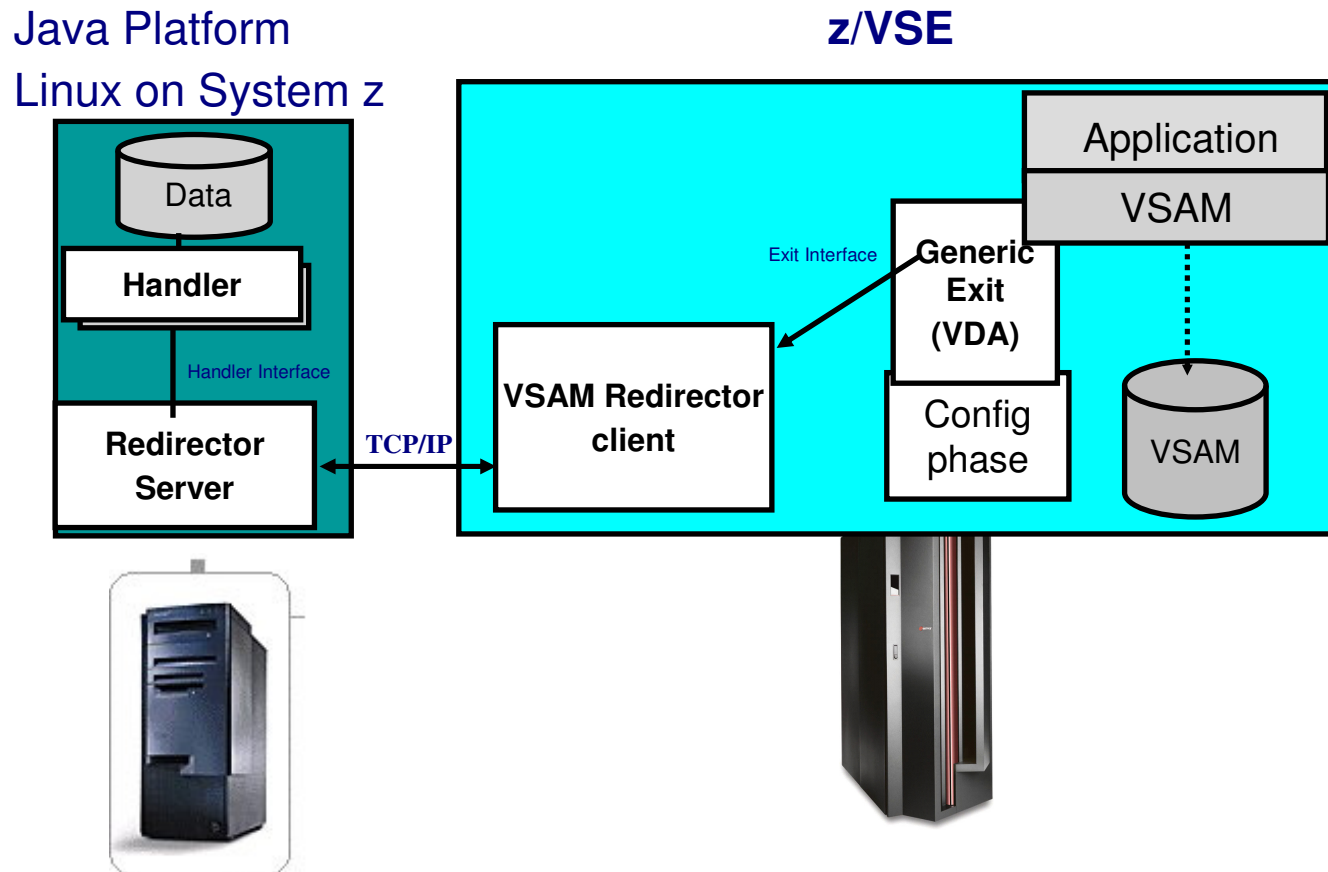 Java Platform
Linux on System z
z/VSE
Data
Handler
Handler Interface
Redirector
Server
TCP/IP
VSAM Redirector
client
Exit Interface
Generic
Exit
(VDA)
Config
phase
Application
VSAM
VSAM